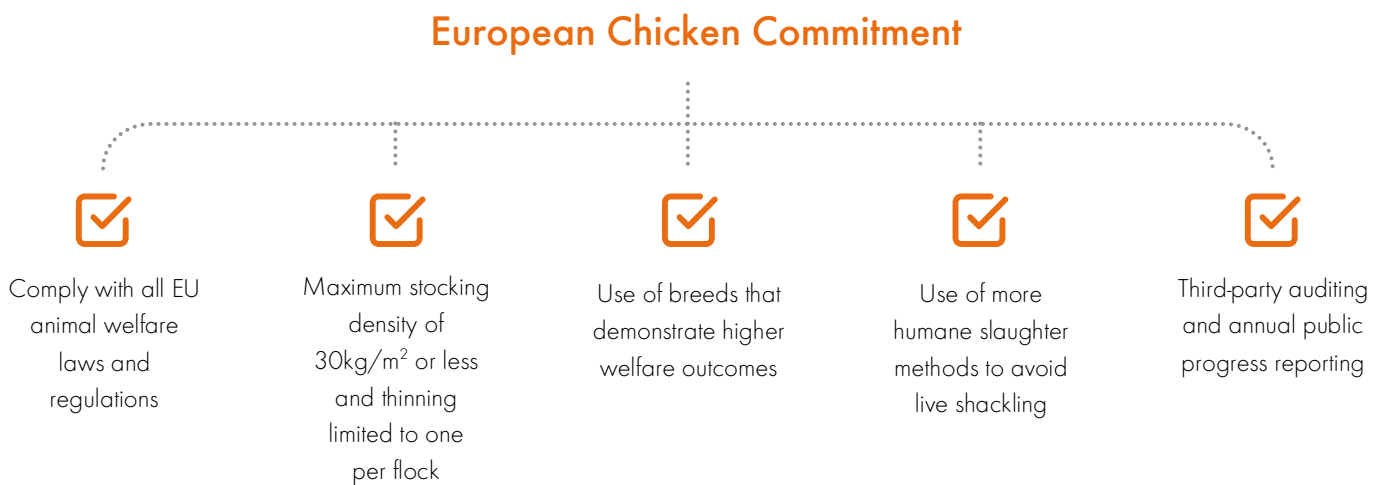 European Chicken Commitment
Comply with all EU
animal welfare
laws and
regulations
Maximum stocking
density of
30kg/m² or less
and thinning
limited to one
per flock
Use of breeds that
demonstrate higher
welfare outcomes
Use of more
humane slaughter
methods to avoid
live shackling
Third-party auditing
and annual public
progress reporting